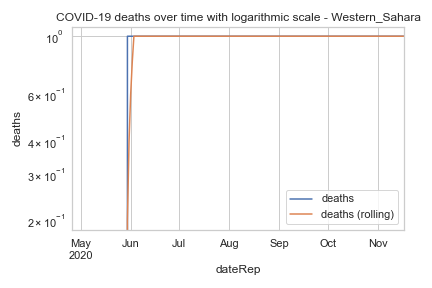 COVID-19 deaths over time with logarithmic scale - Western_Sahara
10⁰
6 × 10⁻¹
4 × 10⁻¹
3 × 10⁻¹
2 × 10⁻¹
deaths
deaths
deaths (rolling)
May Jun Jul Aug Sep Oct Nov
2020
dateRep